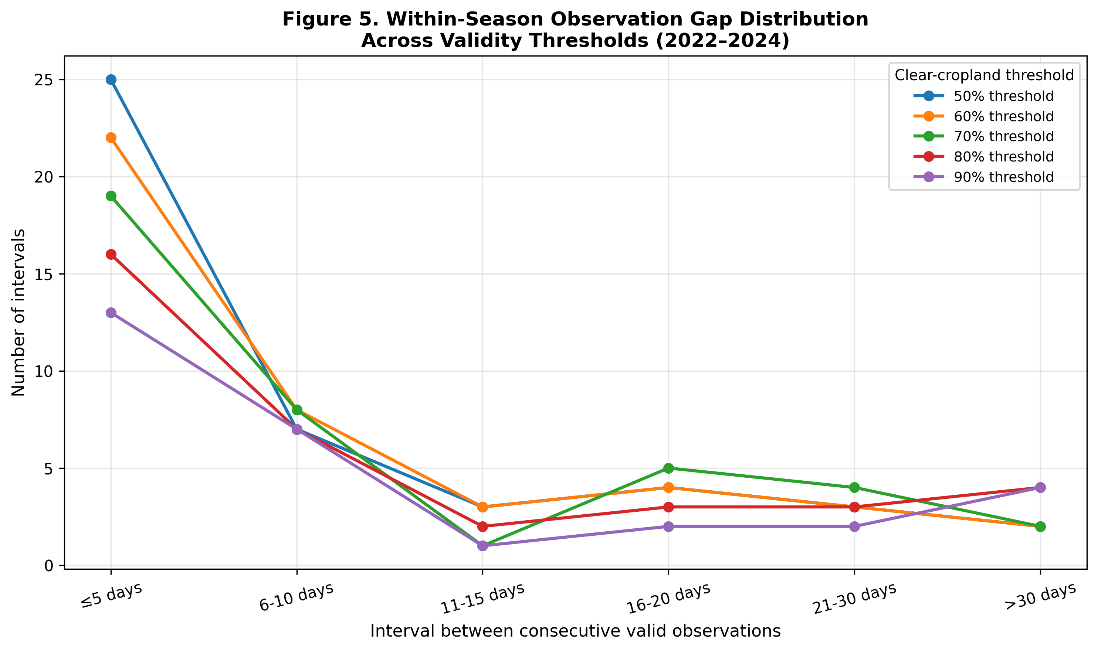 Figure 5. Within-Season Observation Gap Distribution
Across Validity Thresholds (2022–2024)
Clear-cropland threshold
50% threshold
60% threshold
70% threshold
80% threshold
90% threshold
Number of intervals
25
20
15
10
5
0
≤5 days
6-10 days
11-15 days
16-20 days
21-30 days
>30 days
Interval between consecutive valid observations